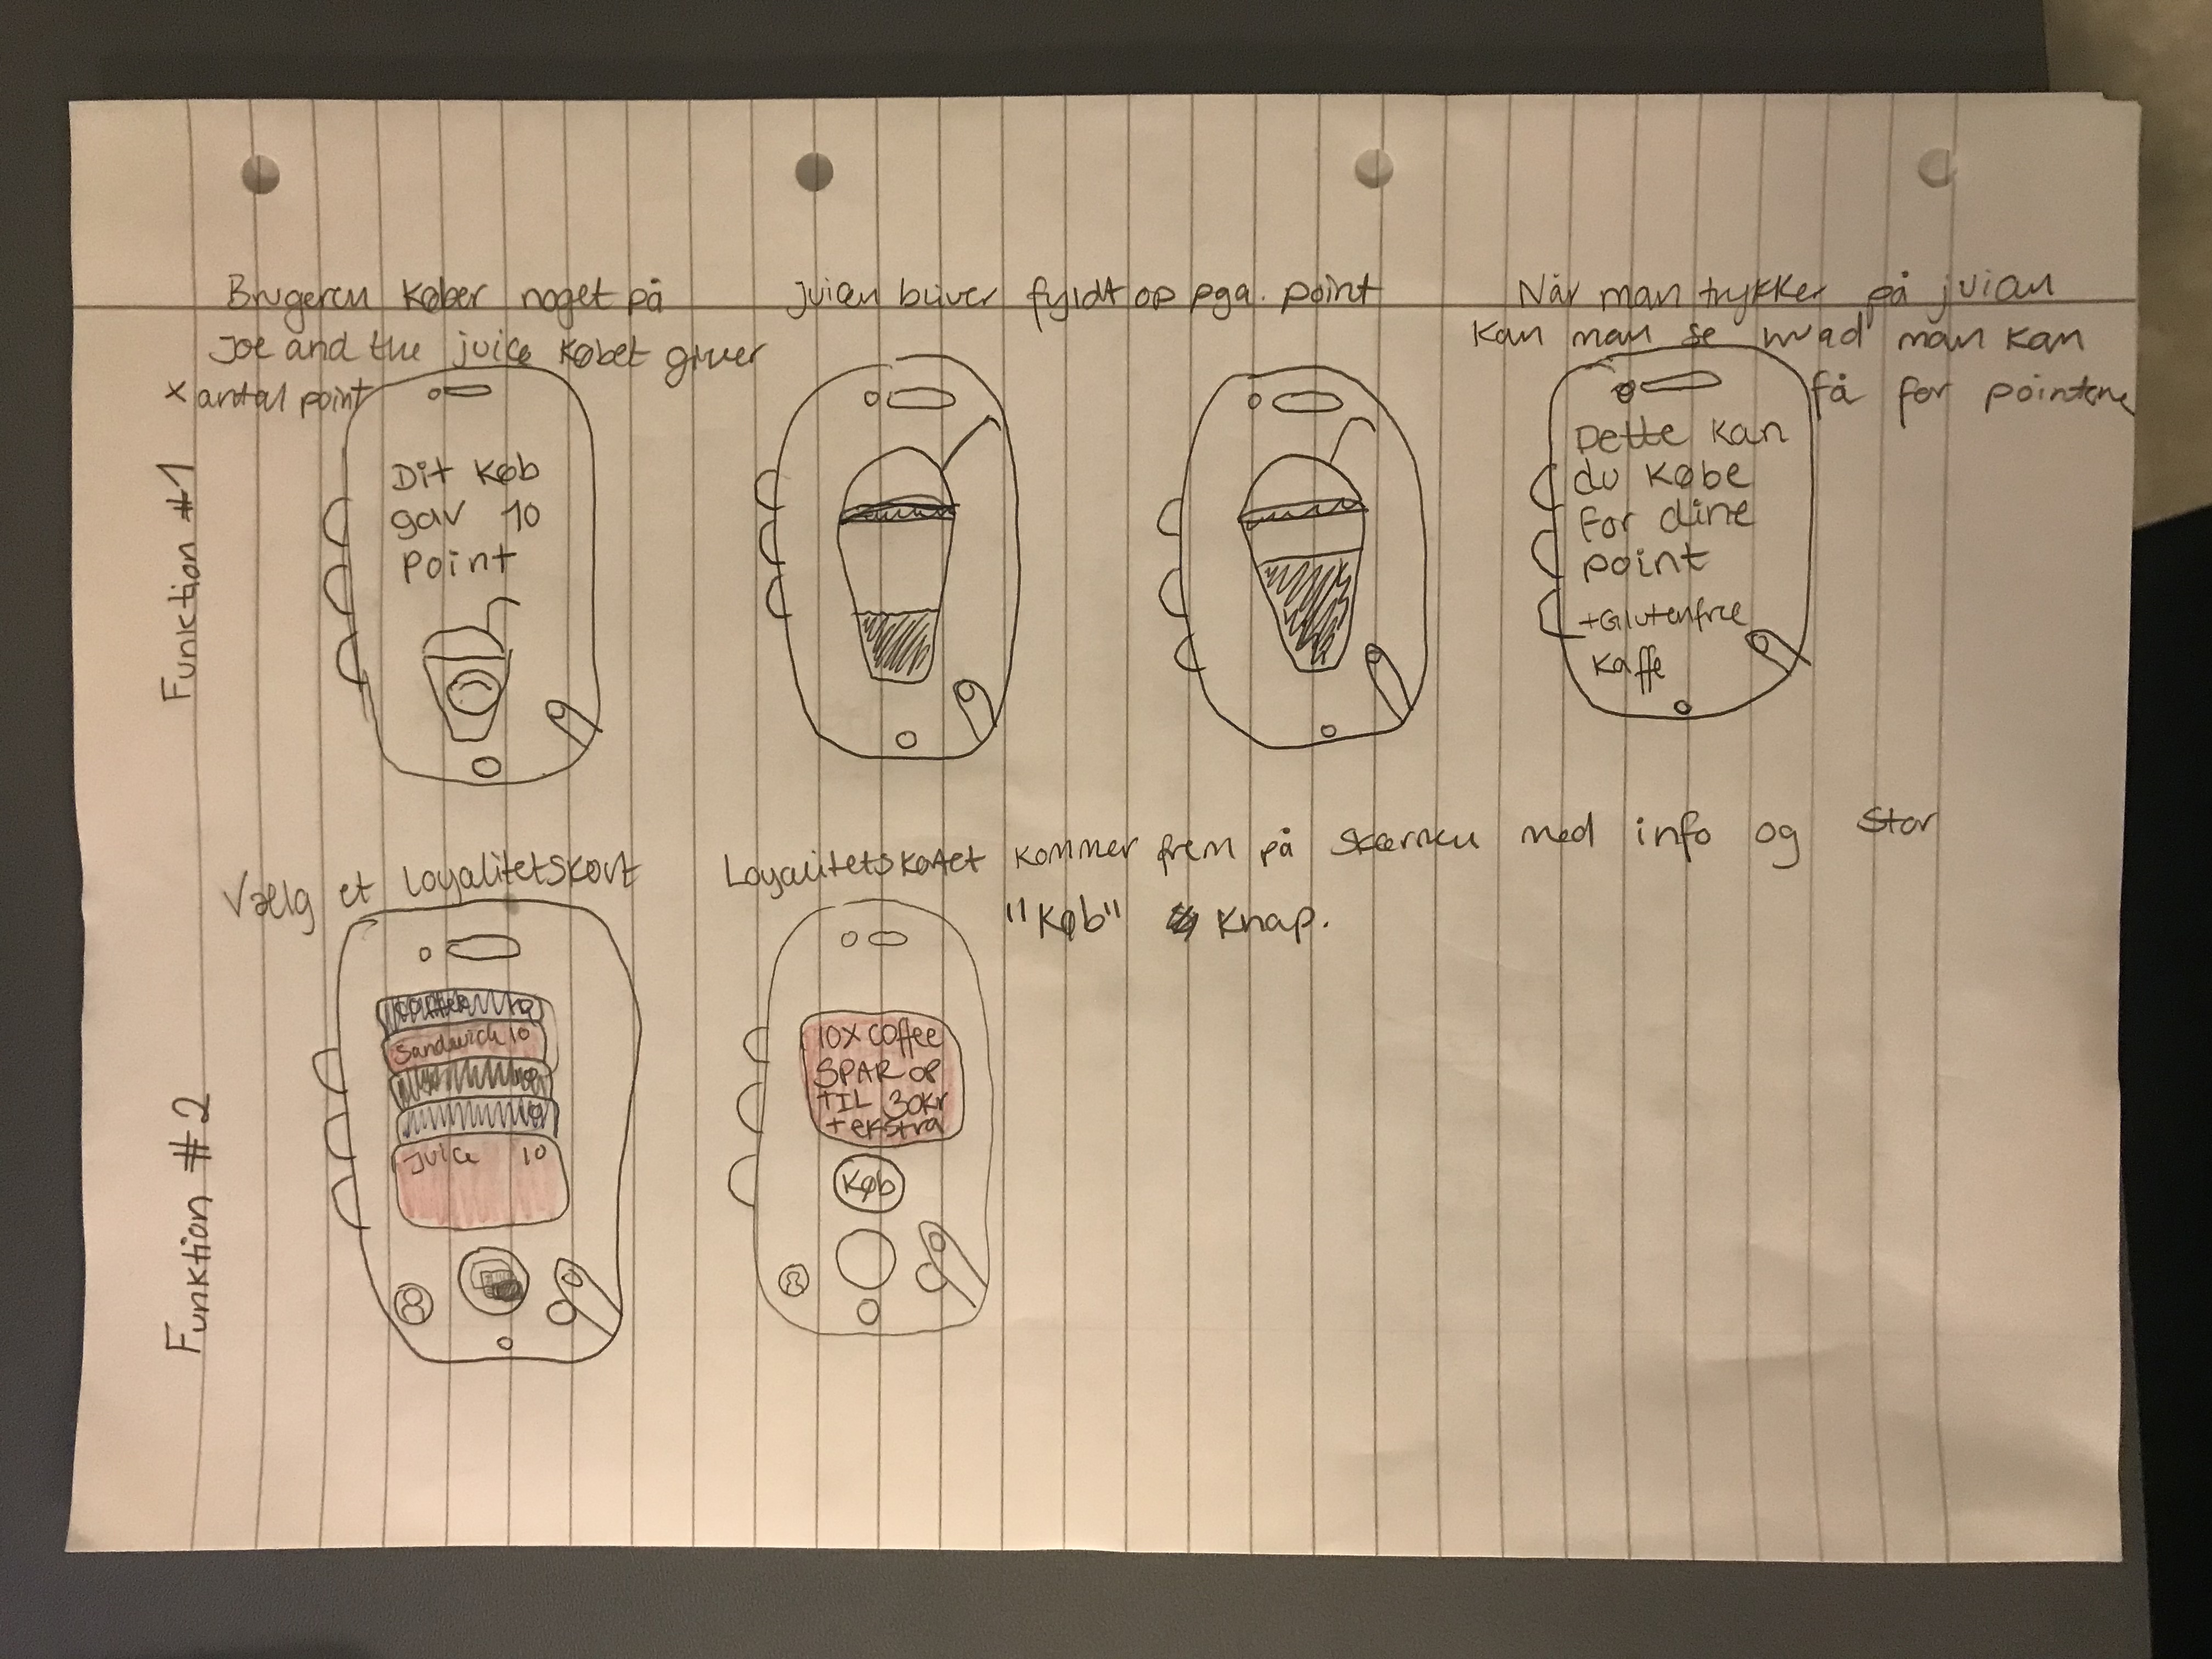 Brugeren køber noget på
Joe and the juice købet giver
x antal point
juicen bliver fyldt op pga. point
Når man trykker på juicen
kan man se hvad man kan
få for pointene
Funktion #1
Dit køb
gav 10
point
Dette kan
du købe
for dine
point
+Glutenfree
kaffe
Vælg et loyalitetskort
Loyalitetskortet kommer frem på skærmen med info og stor
"Køb" knap.
Funktion #2
coffee 10
Sandwich 10
10
10
Juice 10
10X coffee
SPAR OP
TIL 30kr
+ekstra
Køb